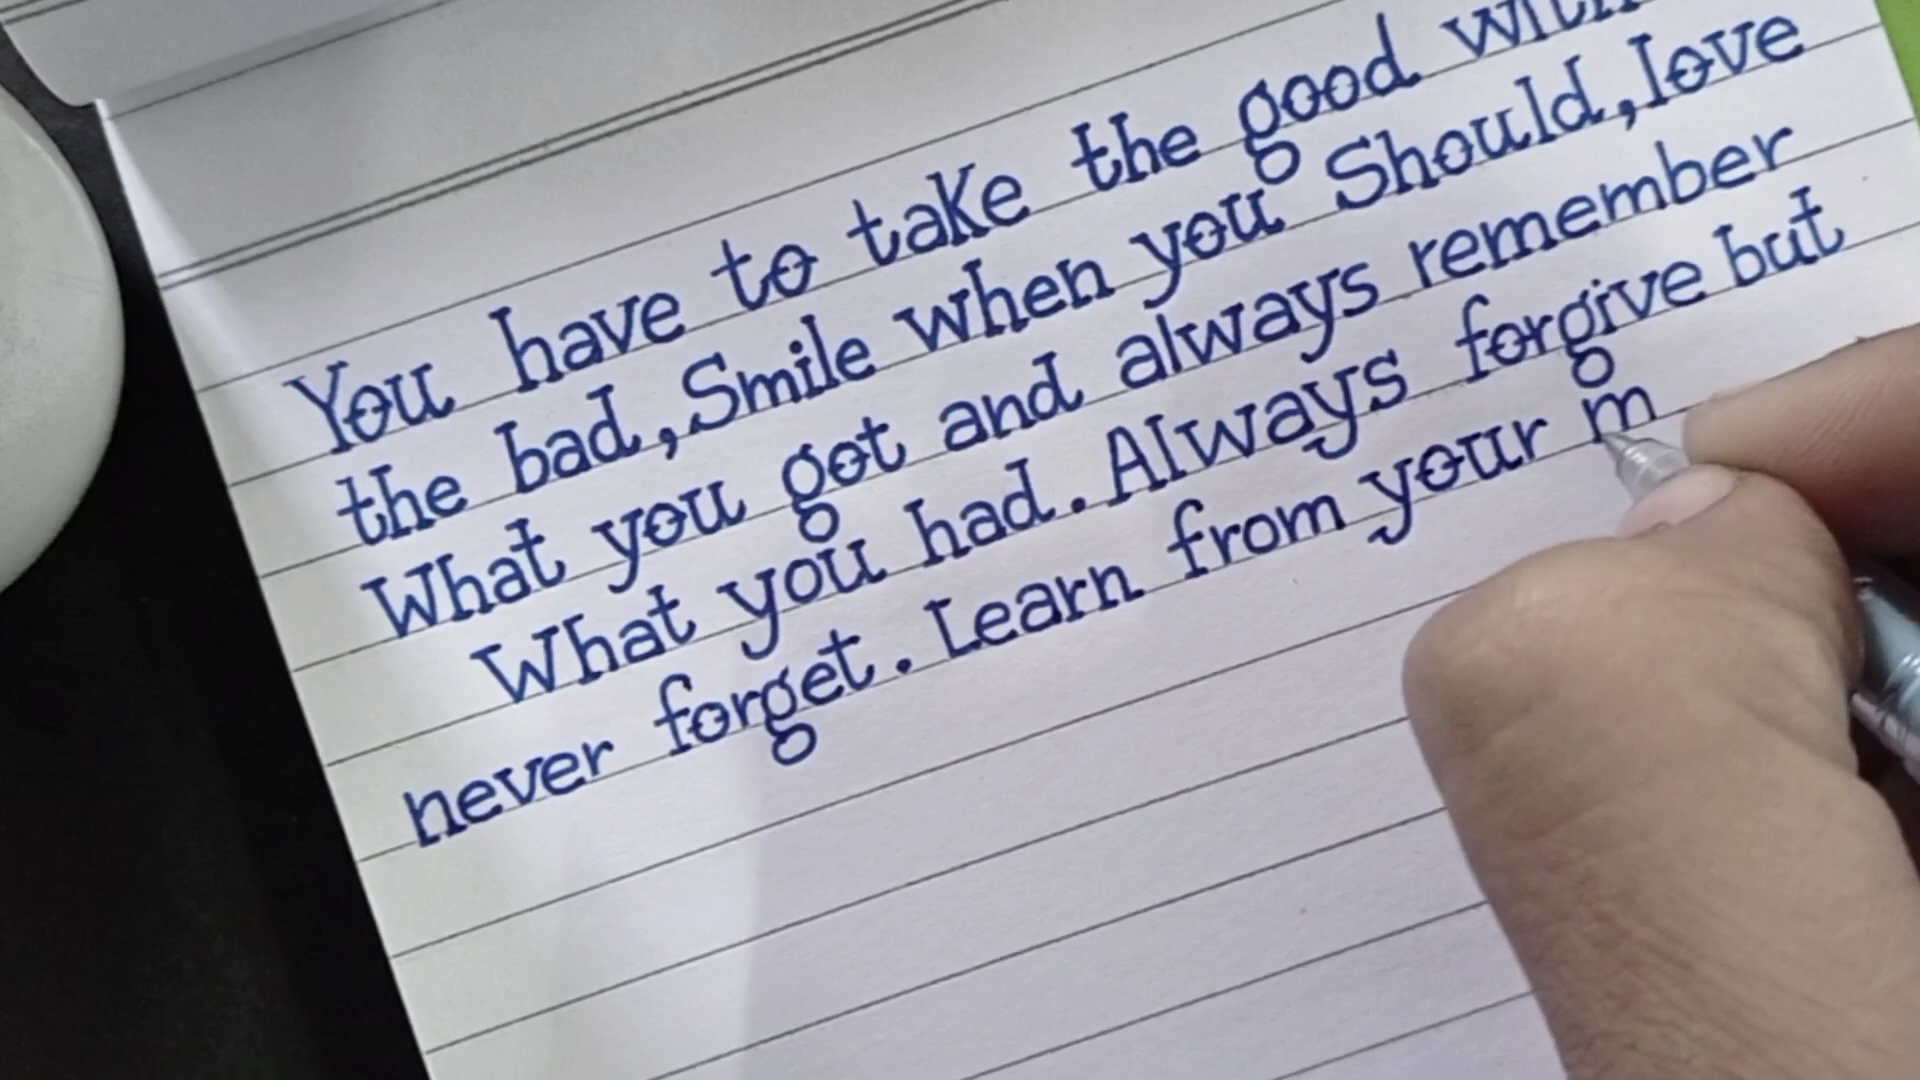 You have to take the good with
the bad, Smile when you Should, love
What you got and always remember
What you had. Always forgive but
never forget. Learn from your m